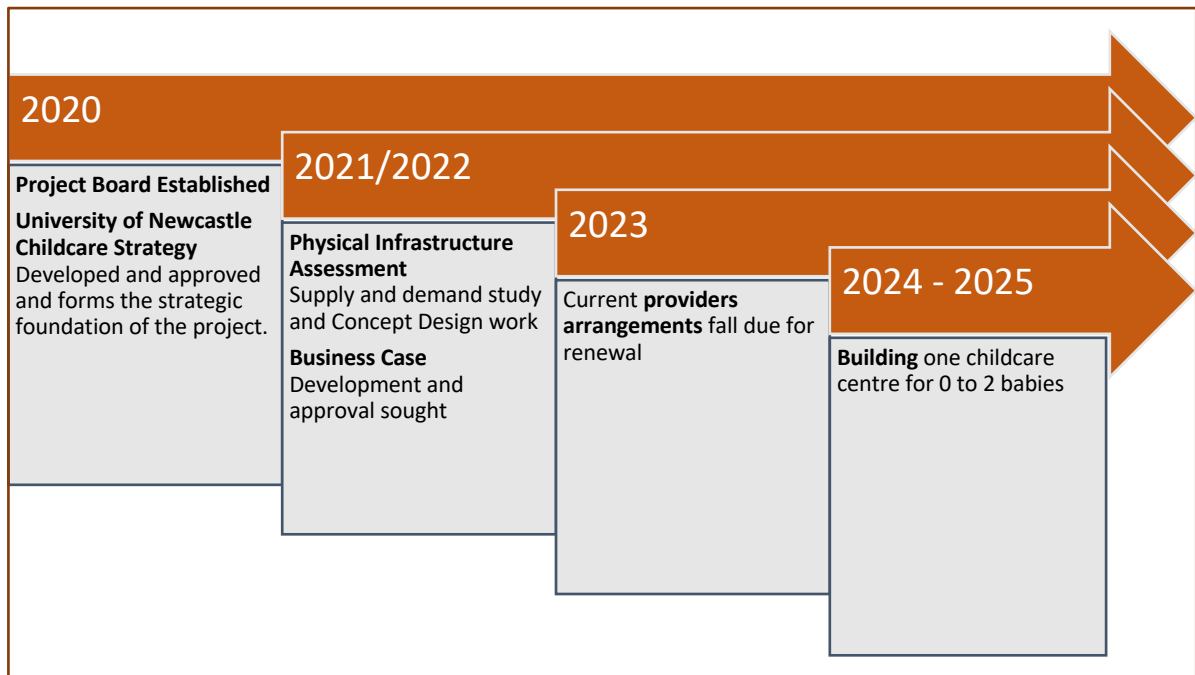 2020
Project Board Established
University of Newcastle
Childcare Strategy
Developed and approved
and forms the strategic
foundation of the project.
2021/2022
Physical Infrastructure
Assessment
Supply and demand study
and Concept Design work
Business Case
Development and
approval sought
2023
Current providers
arrangements fall due for
renewal
2024 - 2025
Building one childcare
centre for 0 to 2 babies